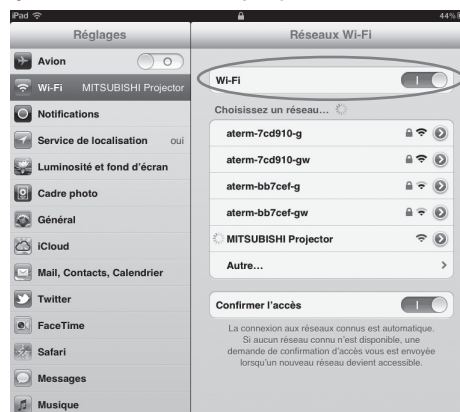 iPad 44%
Réglages
Réseaux Wi-Fi
Avion
Wi-Fi MITSUBISHI Projector
Notifications
Service de localisation oui
Luminosité et fond d'écran
Cadre photo
Général
iCloud
Mail, Contacts, Calendrier
Twitter
FaceTime
Safari
Messages
Musique
Wi-Fi
Choisissez un réseau...
aterm-7cd910-g
aterm-7cd910-gw
aterm-bb7cef-g
aterm-bb7cef-gw
MITSUBISHI Projector
Autre...
Confirmer l'accès
La connexion aux réseaux connus est automatique.
Si aucun réseau connu n'est disponible, une
demande de confirmation d'accès vous est envoyée
lorsqu'un nouveau réseau devient accessible.